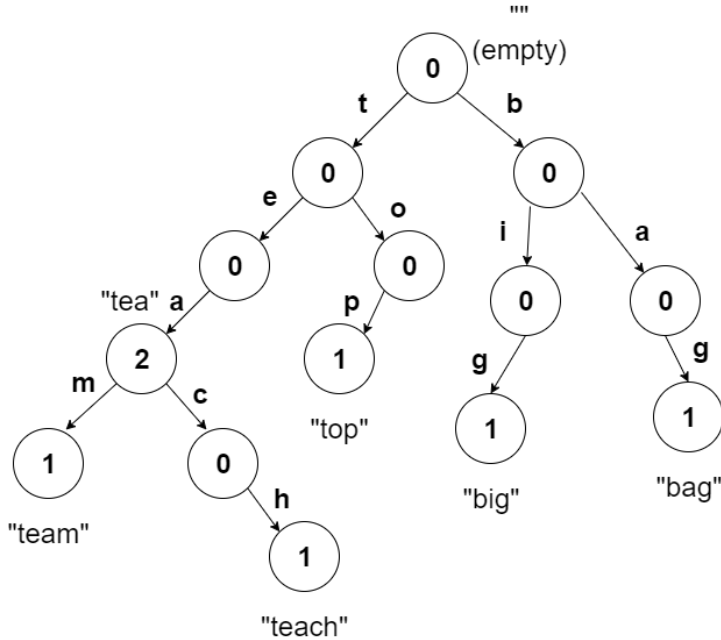 ""
(empty)
0
t
b
0
0
e
o
i
a
0
0
0
0
"tea"
a
p
g
g
2
1
1
1
m
c
"top"
"big"
"bag"
1
0
h
"team"
1
"teach"